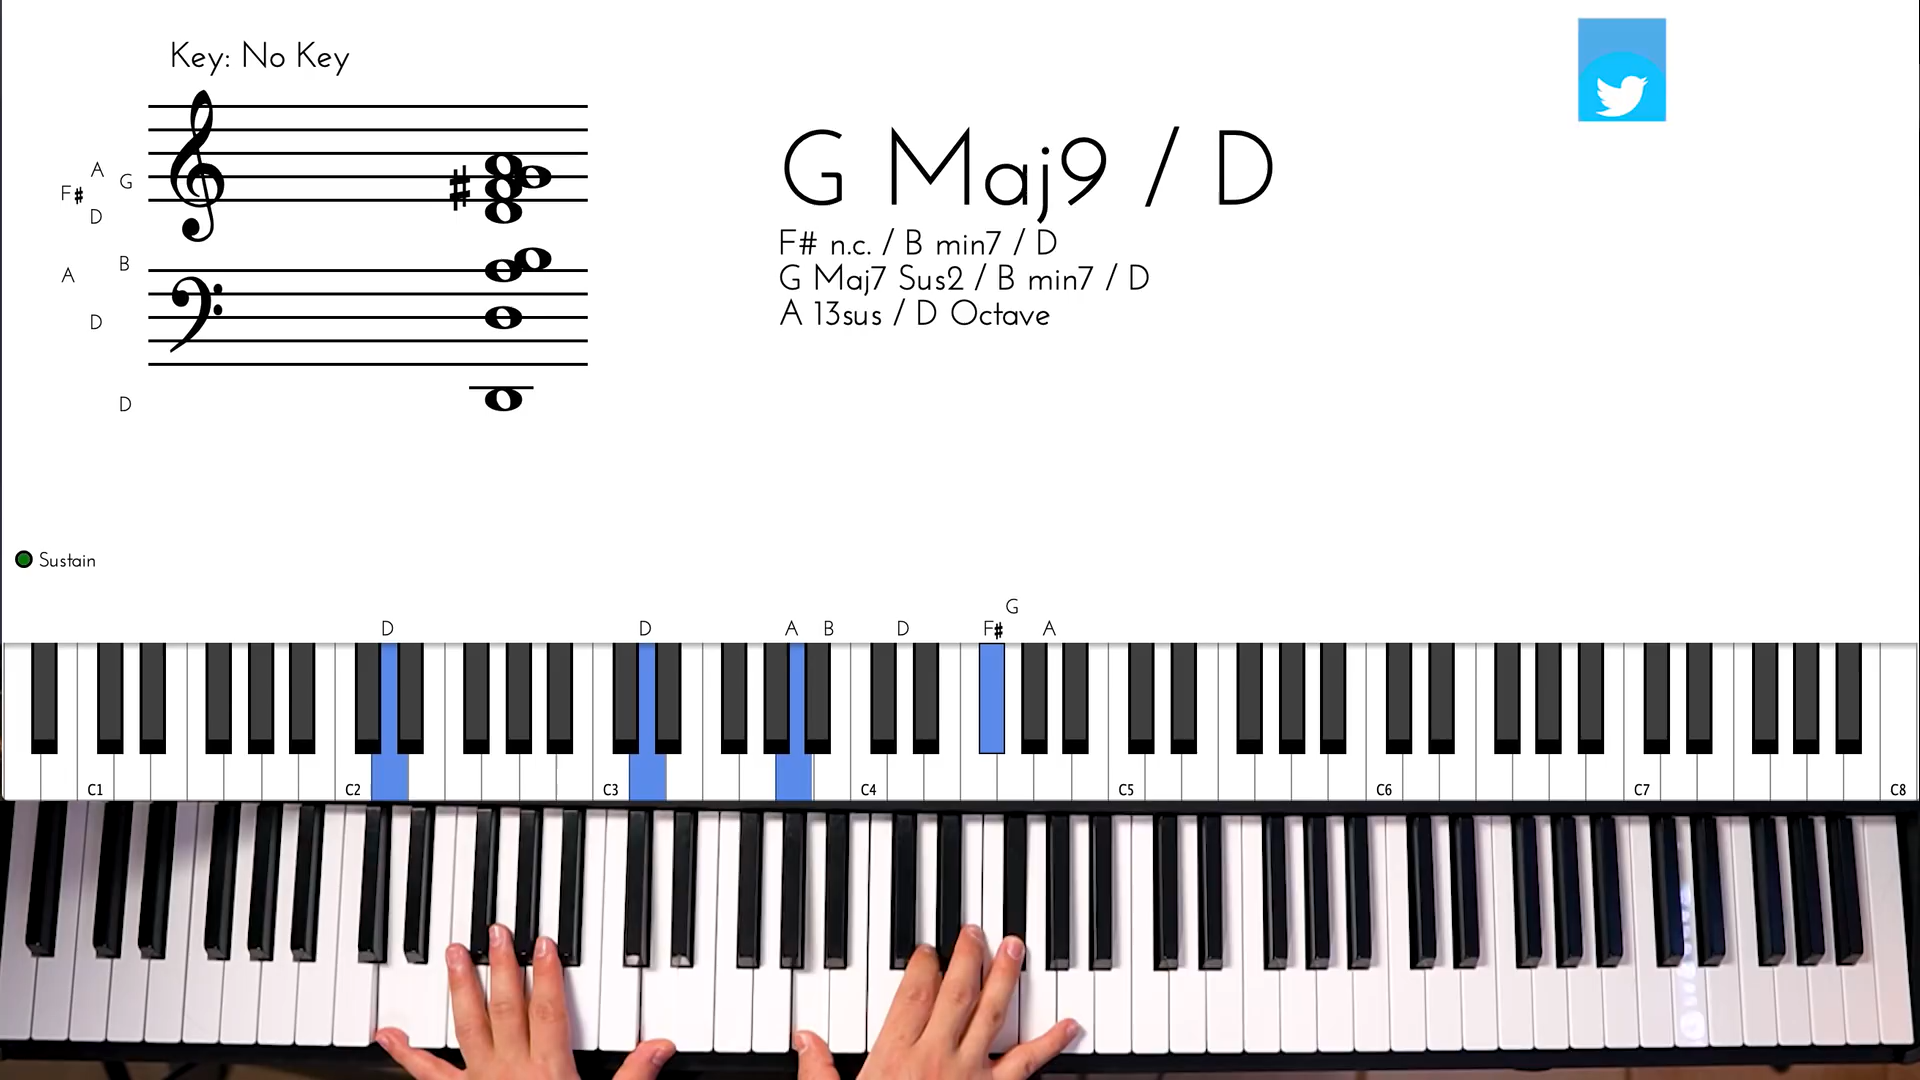 Key: No Key
A
G
F#
D
B
A
D
D
G Maj9 / D
F# n.c. / B min7 / D
G Maj7 Sus2 / B min7 / D
A 13sus / D Octave
Sustain
G
D D A B D F# A
C1 C2 C3 C4 C5 C6 C7 C8